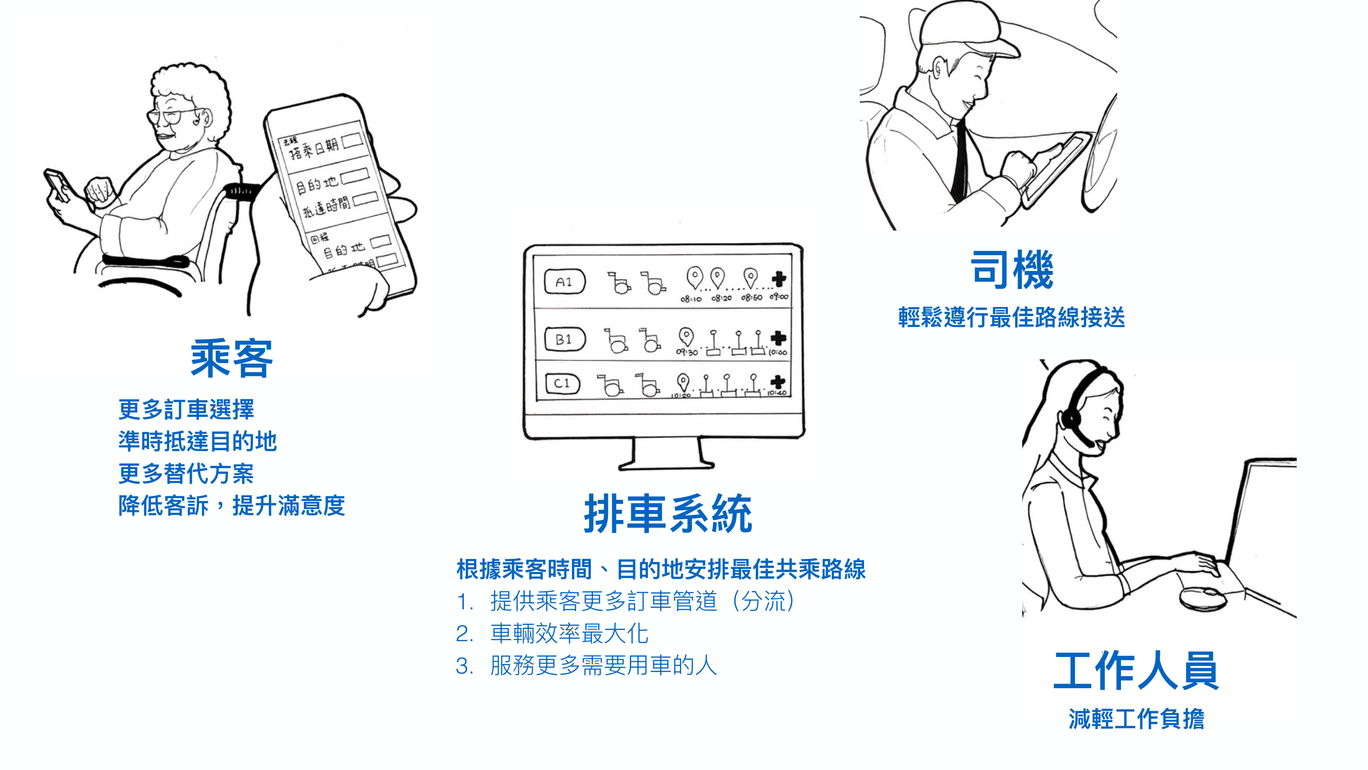 去程
搭乘日期
目的地
抵達時間
回程
目的地
乘客
更多訂車選擇
準時抵達目的地
更多替代方案
降低客訴，提升滿意度
A1
08:10 08:20 08:50 09:00
B1
09:30 10:00
C1
10:20 10:40
排車系統
根據乘客時間、目的地安排最佳共乘路線
1. 提供乘客更多訂車管道（分流）
2. 車輛效率最大化
3. 服務更多需要用車的人
司機
輕鬆遵行最佳路線接送
工作人員
減輕工作負擔